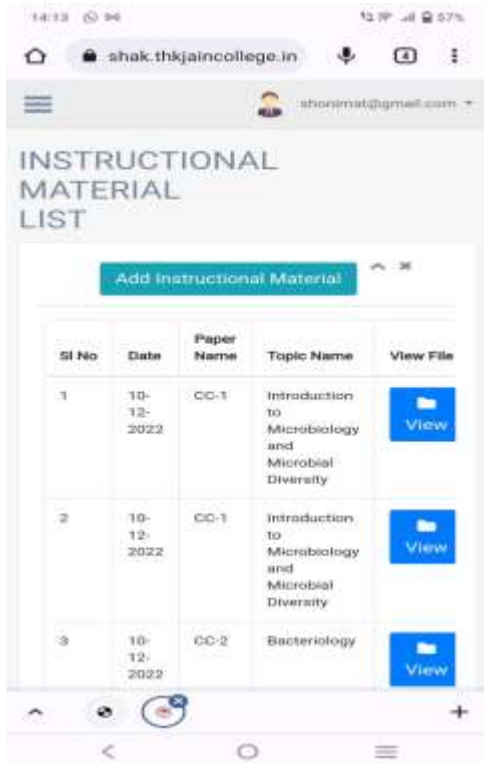 14:13
57%
shak.thkjaincollege.in
4
shonimat@gmail.com
INSTRUCTIONAL
MATERIAL
LIST
Add Instructional Material
Sl No Date Paper Name Topic Name View File
1 10-12-2022 CC-1 Introduction to Microbiology and Microbial Diversity View
2 10-12-2022 CC-1 Introduction to Microbiology and Microbial Diversity View
3 10-12-2022 CC-2 Bacteriology View